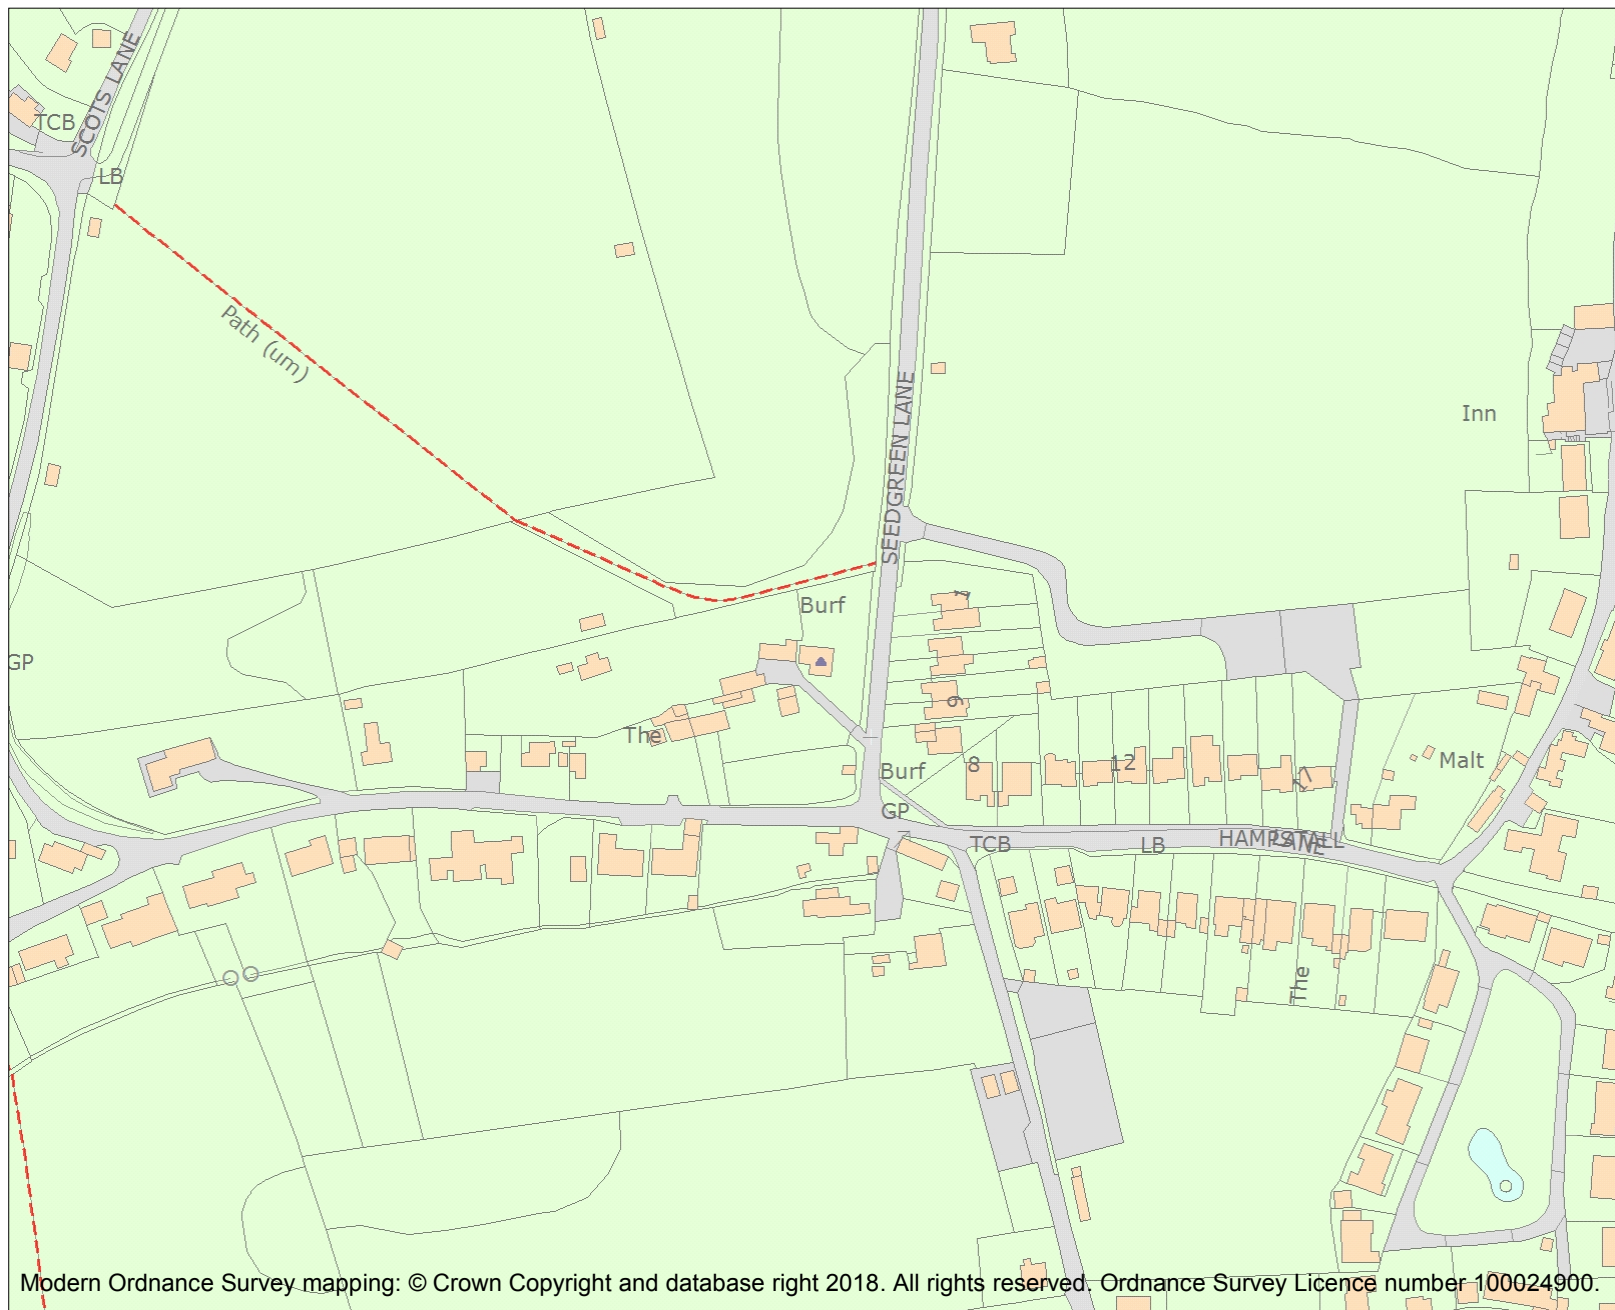 SCOTS LANE
TCB
LB
Path (um)
SEEDGREEN LANE
Inn
Burf
GP
The
9
Burf
8
12
17
Malt
GP
TCB
LB
HAMPSTALL
LANE
The
Modern Ordnance Survey mapping: © Crown Copyright and database right 2018. All rights reserved. Ordnance Survey Licence number 100024900.